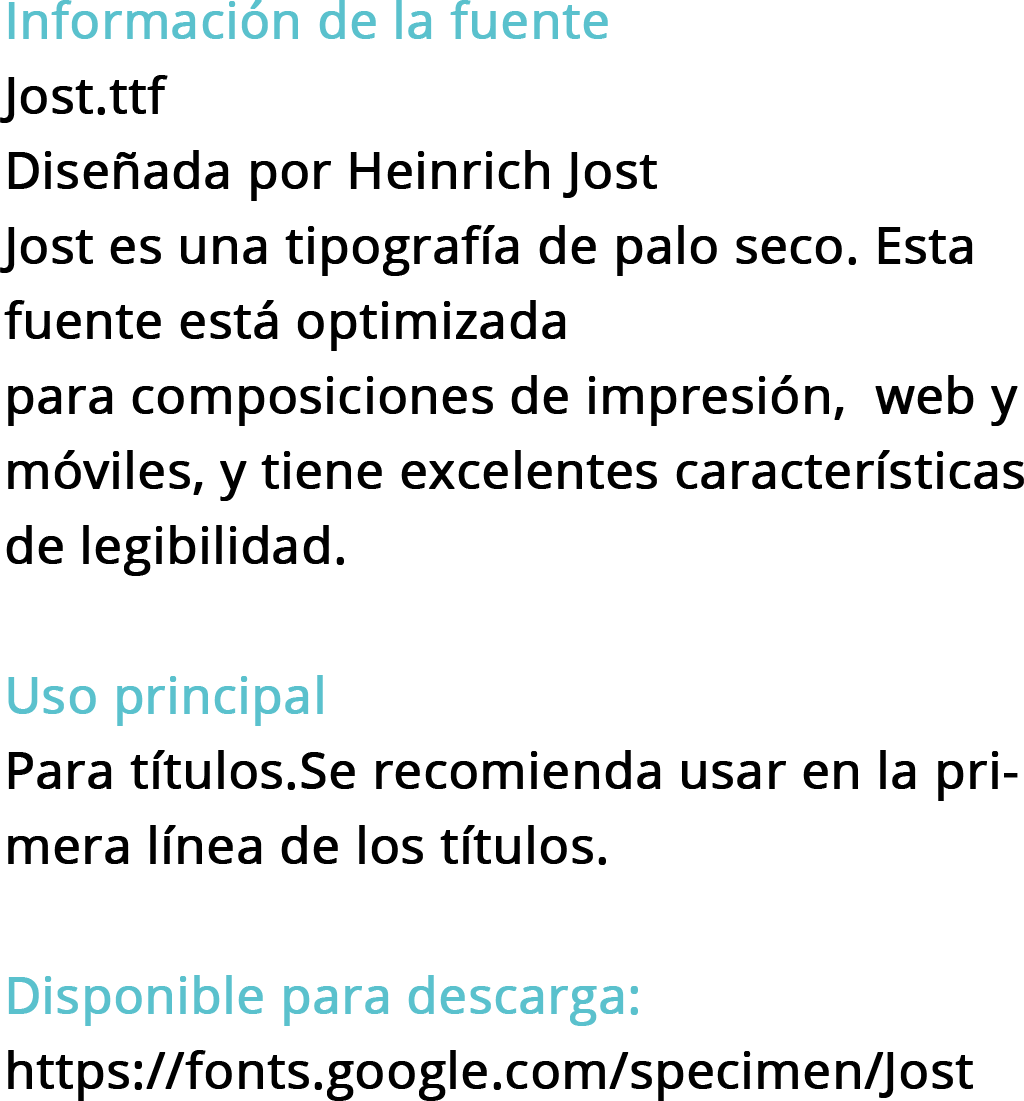 Información de la fuente
Jost.ttf
Diseñada por Heinrich Jost
Jost es una tipografía de palo seco. Esta
fuente está optimizada
para composiciones de impresión,  web y
móviles, y tiene excelentes características
de legibilidad.
Uso principal
Para títulos.Se recomienda usar en la pri-
mera línea de los títulos.
Disponible para descarga:
https://fonts.google.com/specimen/Jost